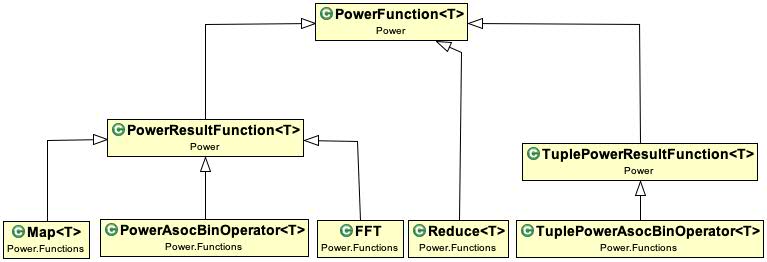 PowerFunction<T>
Power
PowerResultFunction<T>
Power
TuplePowerResultFunction<T>
Power
Map<T>
Power.Functions
PowerAsocBinOperator<T>
Power.Functions
FFT
Power.Functions
Reduce<T>
Power.Functions
TuplePowerAsocBinOperator<T>
Power.Functions